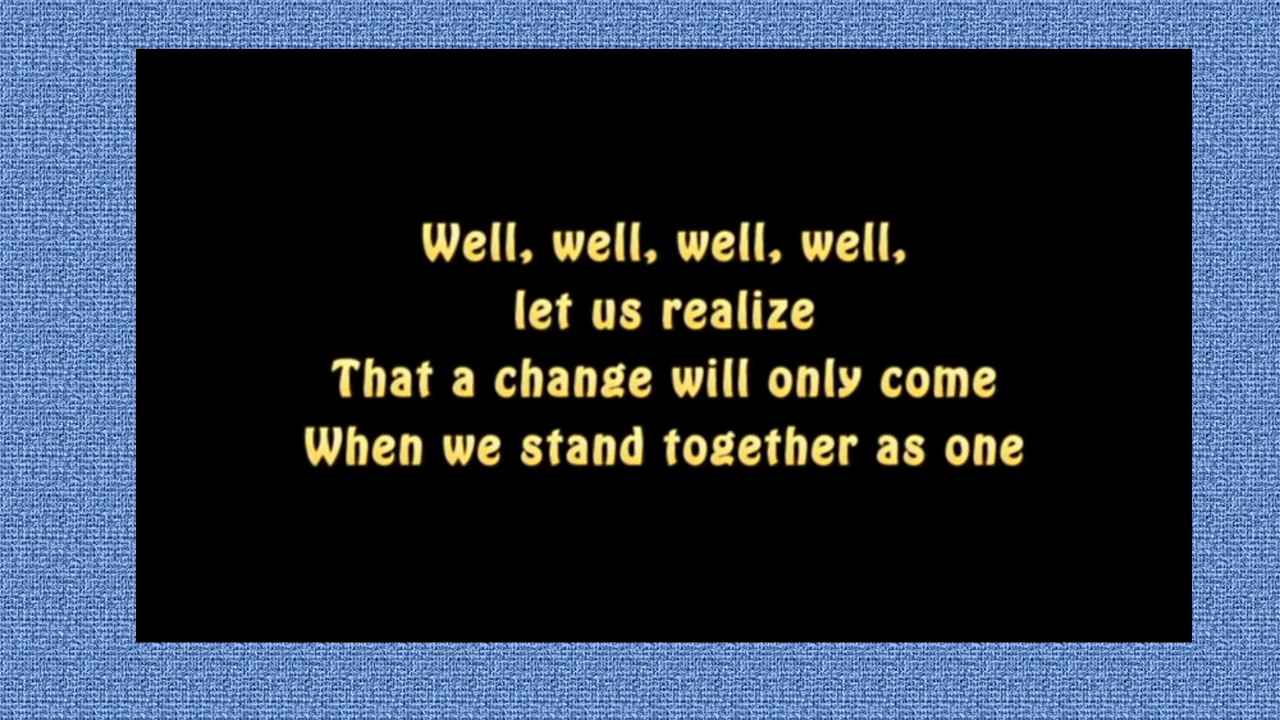 Well, well, well, well,
let us realize
That a change will only come
When we stand together as one